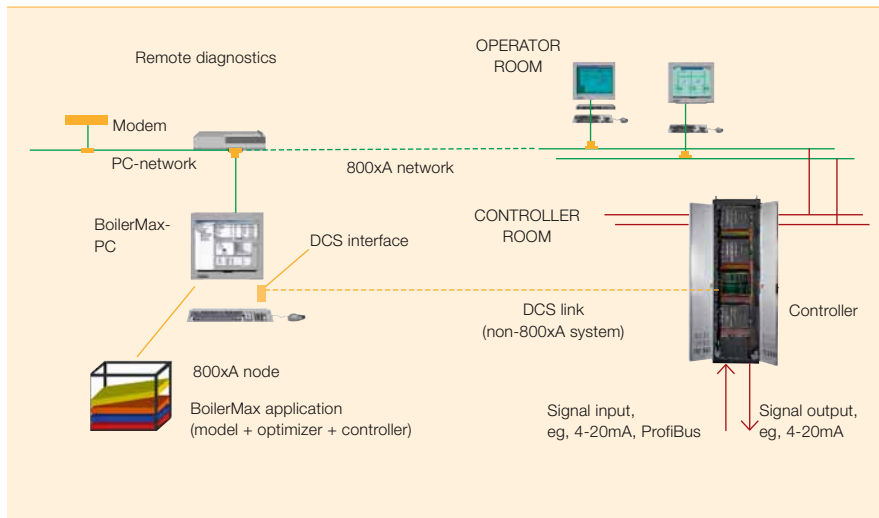 Remote diagnostics
OPERATOR
ROOM
Modem
PC-network
800xA network
BoilerMax-
PC
DCS interface
CONTROLLER
ROOM
DCS link
(non-800xA system)
Controller
800xA node
BoilerMax application
(model + optimizer + controller)
Signal input,
eg, 4-20mA, ProfiBus
Signal output,
eg, 4-20mA